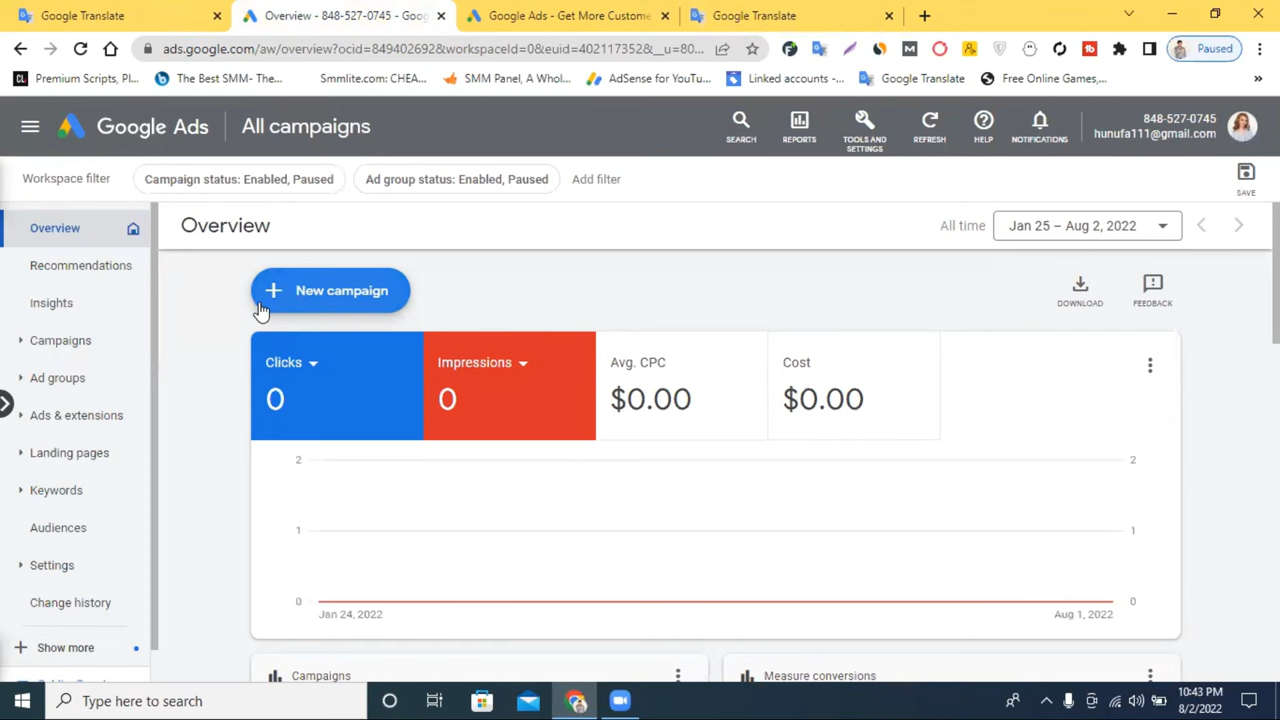 Google Translate
Overview - 848-527-0745 - Goo
Google Ads - Get More Custome
Google Translate
ads.google.com/aw/overview?ocid=849402692&workspaceId=0&euid=402117352&__u=80...
Paused
Premium Scripts, Pl...
The Best SMM- The...
Smmlite.com: CHEA...
SMM Panel, A Whol...
AdSense for YouTu...
Linked accounts -...
Google Translate
Free Online Games,...
Google Ads
All campaigns
SEARCH
REPORTS
TOOLS AND
SETTINGS
REFRESH
HELP
NOTIFICATIONS
848-527-0745
hunufa111@gmail.com
Workspace filter
Campaign status: Enabled, Paused
Ad group status: Enabled, Paused
Add filter
SAVE
Overview
Recommendations
Insights
Campaigns
Ad groups
Ads & extensions
Landing pages
Keywords
Audiences
Settings
Change history
Show more
Overview
All time
Jan 25 – Aug 2, 2022
New campaign
DOWNLOAD
FEEDBACK
Clicks
0
Impressions
0
Avg. CPC
$0.00
Cost
$0.00
2
2
1
1
0
0
Jan 24, 2022
Aug 1, 2022
Campaigns
Measure conversions
Type here to search
10:43 PM
8/2/2022